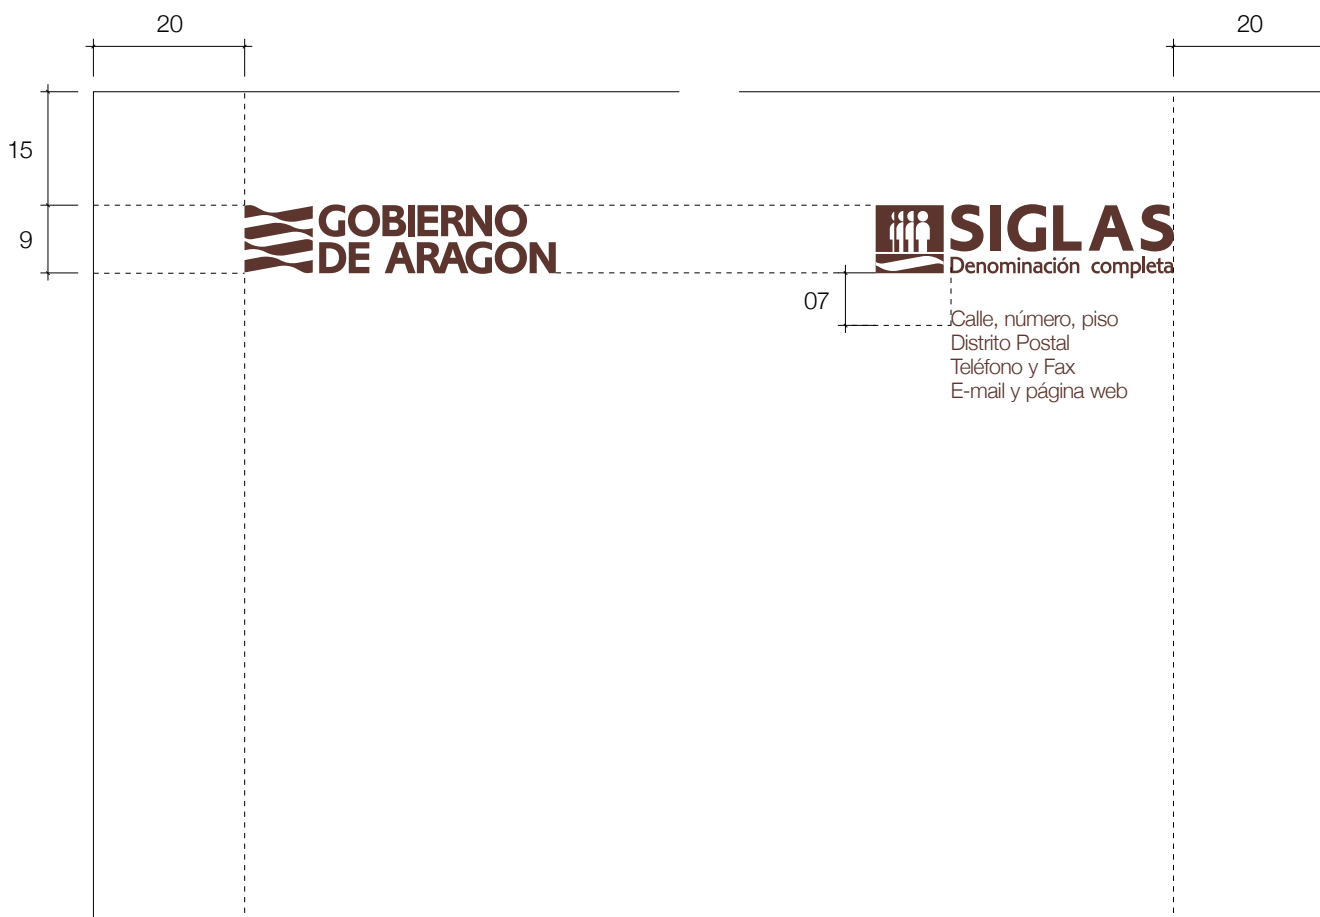 20
20
15
9
GOBIERNO
DE ARAGON
SIGLAS
Denominación completa
07
Calle, número, piso
Distrito Postal
Teléfono y Fax
E-mail y página web